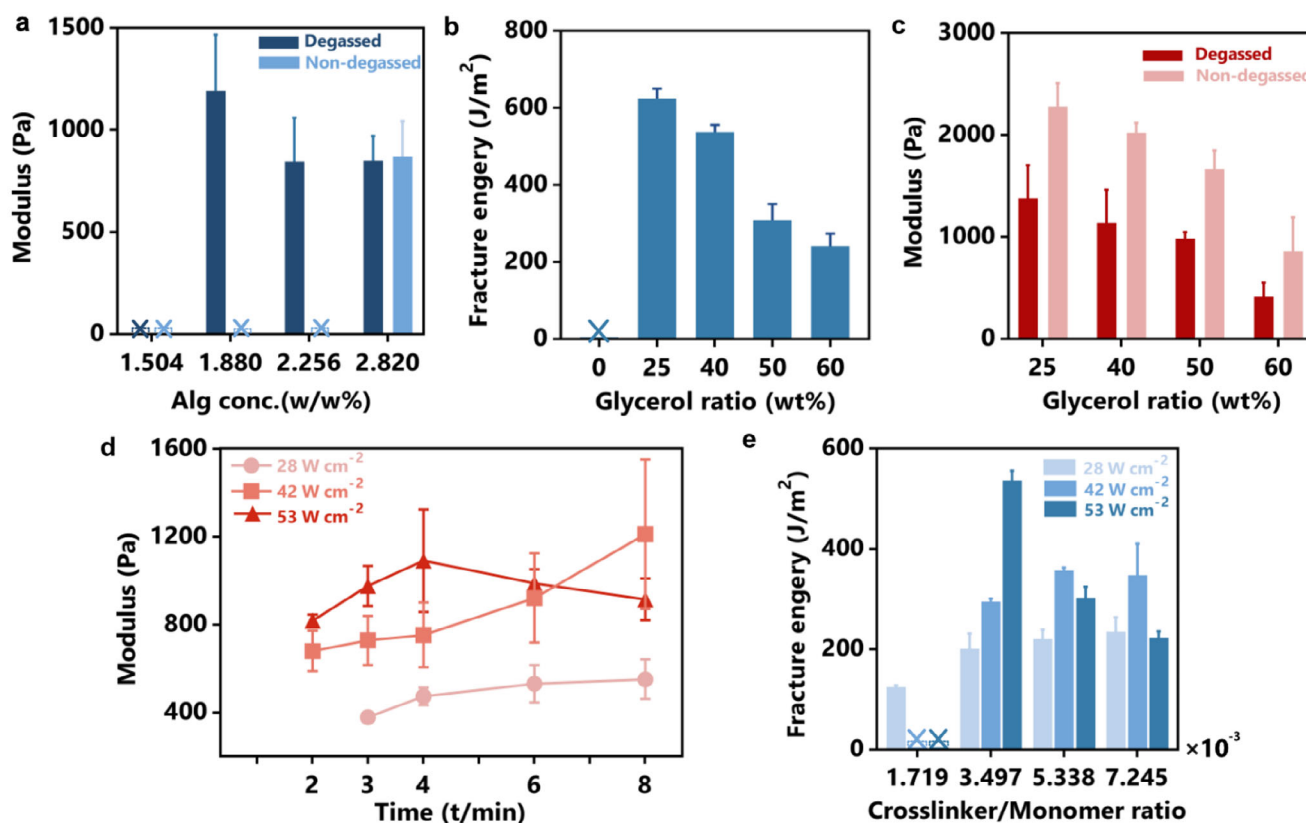 a
1500
1000
500
0
Modulus (Pa)
Degassed
Non-degassed
1.504 1.880 2.256 2.820
Alg conc.(w/w%)
b
800
600
400
200
0
Fracture engery (J/m²)
0 25 40 50 60
Glycerol ratio (wt%)
c
3000
2000
1000
0
Modulus (Pa)
Degassed
Non-degassed
25 40 50 60
Glycerol ratio (wt%)
d
1600
1200
800
400
Modulus (Pa)
28 W cm⁻²
42 W cm⁻²
53 W cm⁻²
2 3 4 6 8
Time (t/min)
e
600
400
200
0
Fracture engery (J/m²)
28 W cm⁻²
42 W cm⁻²
53 W cm⁻²
×10⁻³
1.719 3.497 5.338 7.245
Crosslinker/Monomer ratio